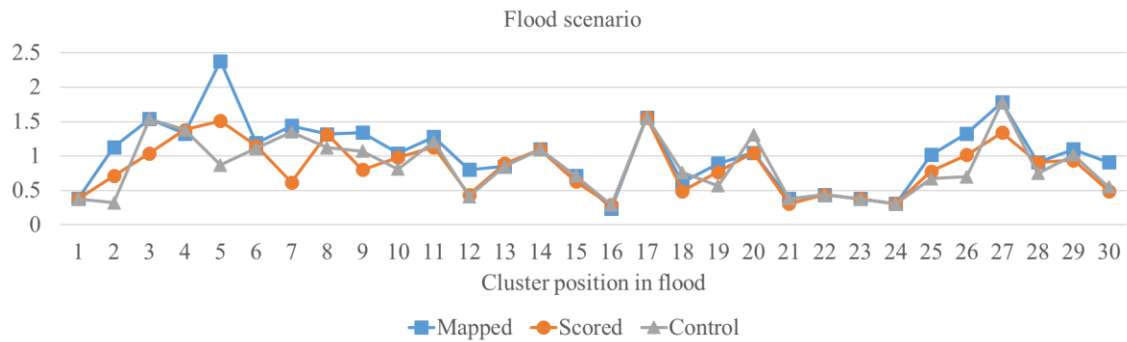 Flood scenario
2.5
2
1.5
1
0.5
0
1 2 3 4 5 6 7 8 9 10 11 12 13 14 15 16 17 18 19 20 21 22 23 24 25 26 27 28 29 30
Cluster position in flood
Mapped Scored Control